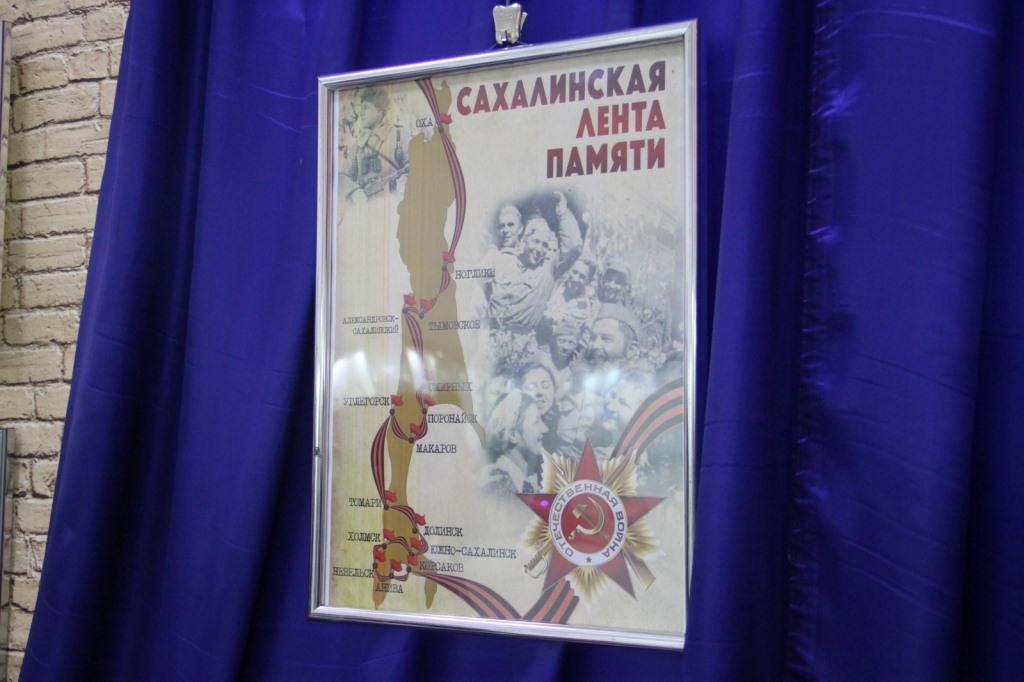 САХАЛИНСКАЯ
ЛЕНТА
ПАМЯТИ
ОХА
НОГЛИКИ
АЛЕКСАНДРОВСК-
САХАЛИНСКИЙ
ТЫМОВСКОЕ
СМИРНЫХ
УГЛЕГОРСК
ПОРОНАЙСК
МАКАРОВ
ТОМАРИ
ДОЛИНСК
ХОЛМСК
ЮЖНО-САХАЛИНСК
КОРСАКОВ
НЕВЕЛЬСК
АНИВА
ОТЕЧЕСТВЕННАЯ ВОЙНА